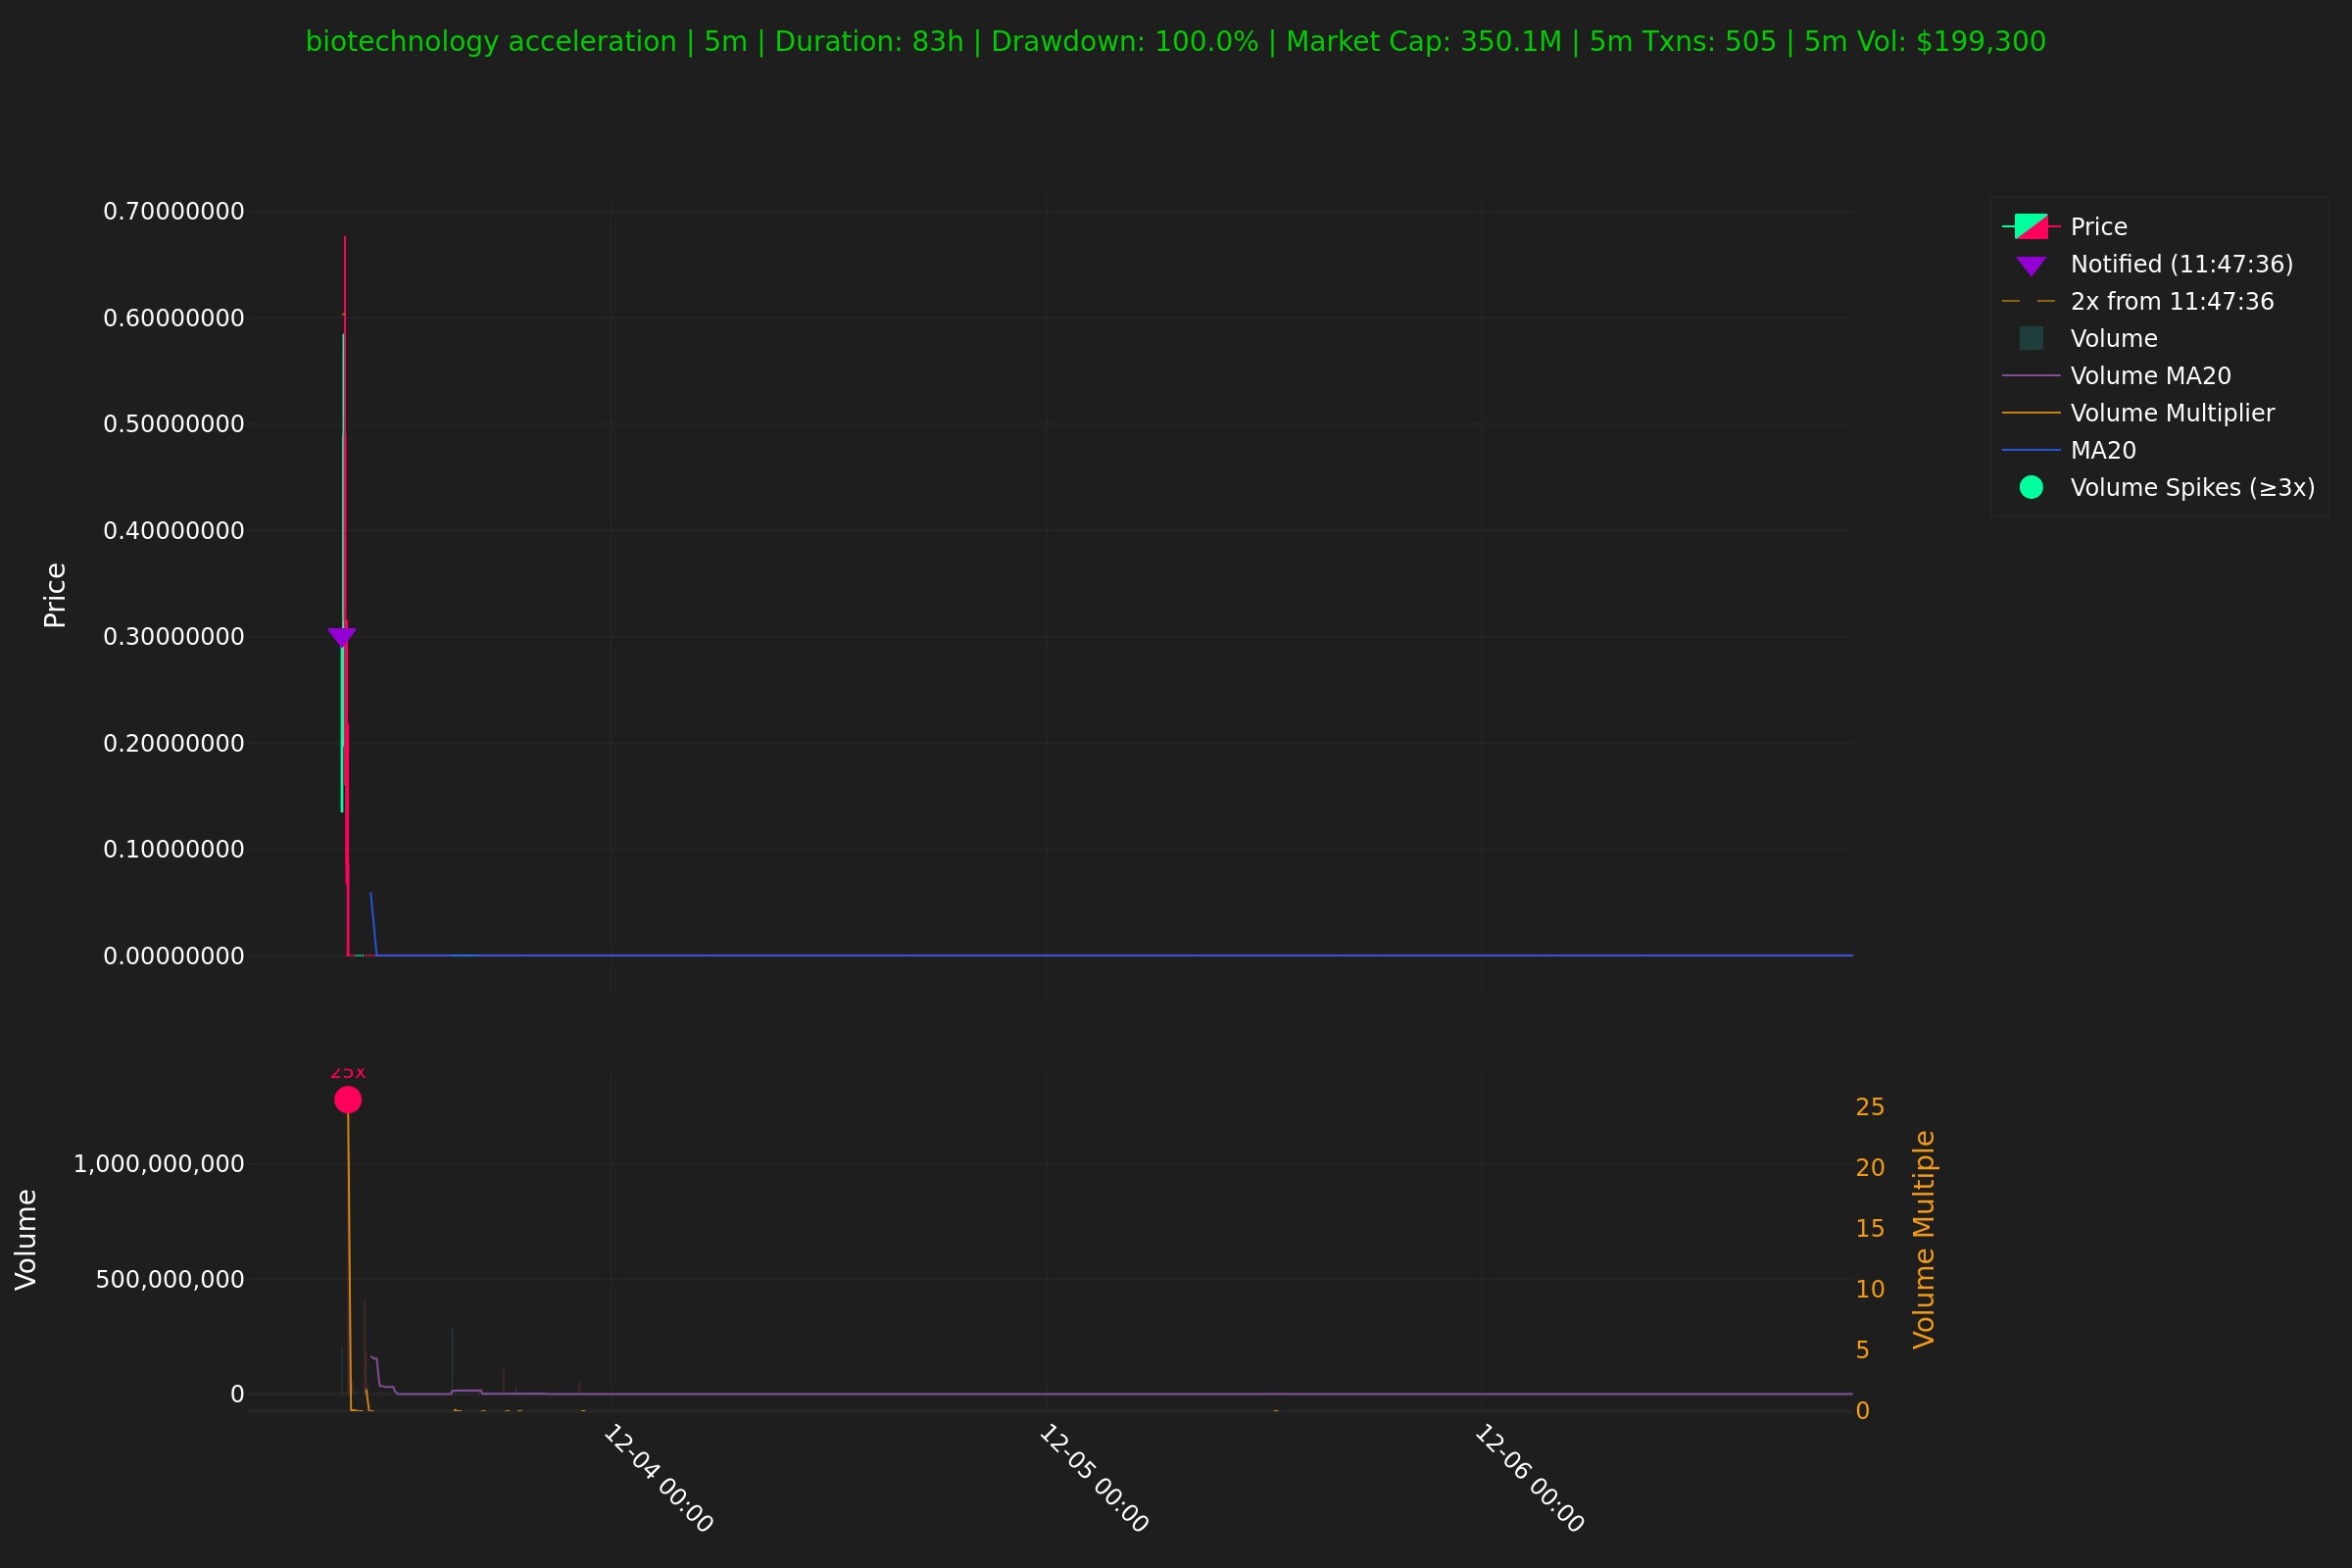 biotechnology acceleration | 5m | Duration: 83h | Drawdown: 100.0% | Market Cap: 350.1M | 5m Txns: 505 | 5m Vol: $199,300
0.70000000
0.60000000
0.50000000
0.40000000
0.30000000
0.20000000
0.10000000
0.00000000
Price
Price
Notified (11:47:36)
2x from 11:47:36
Volume
Volume MA20
Volume Multiplier
MA20
Volume Spikes (≥3x)
25x
1,000,000,000
500,000,000
0
Volume
25
20
15
10
5
0
Volume Multiple
12-04 00:00
12-05 00:00
12-06 00:00